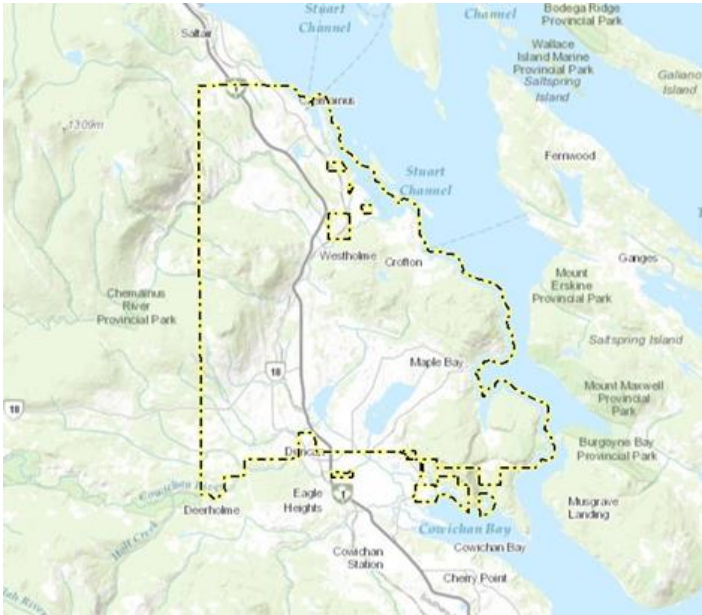 Stuart
Channel
Channel
Bodega Ridge
Provincial Park
Saltair
Wallace
Island Marine
Provincial Park
Saltspring
Island
Galiano
Island
1309m
Chemainus
1
Fernwood
Stuart
Channel
Westholme
Crofton
Ganges
Chemainus
River
Provincial Park
Mount
Erskine
Provincial Park
Saltspring Island
Maple Bay
18
Mount Maxwell
Provincial
Park
18
Duncan
Burgoyne Bay
Provincial Park
Cowichan River
Deerholme
Eagle
Heights
1
Musgrave
Landing
Cowichan Bay
Cowichan Bay
Cowichan
Station
Cherry Point